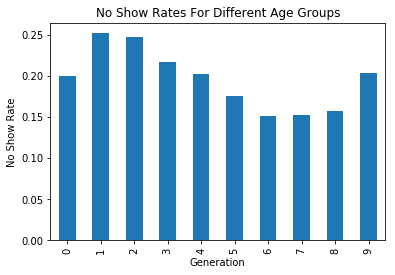 No Show Rates For Different Age Groups
0.25
0.20
0.15
0.10
0.05
0.00
No Show Rate
0 1 2 3 4 5 6 7 8 9
Generation